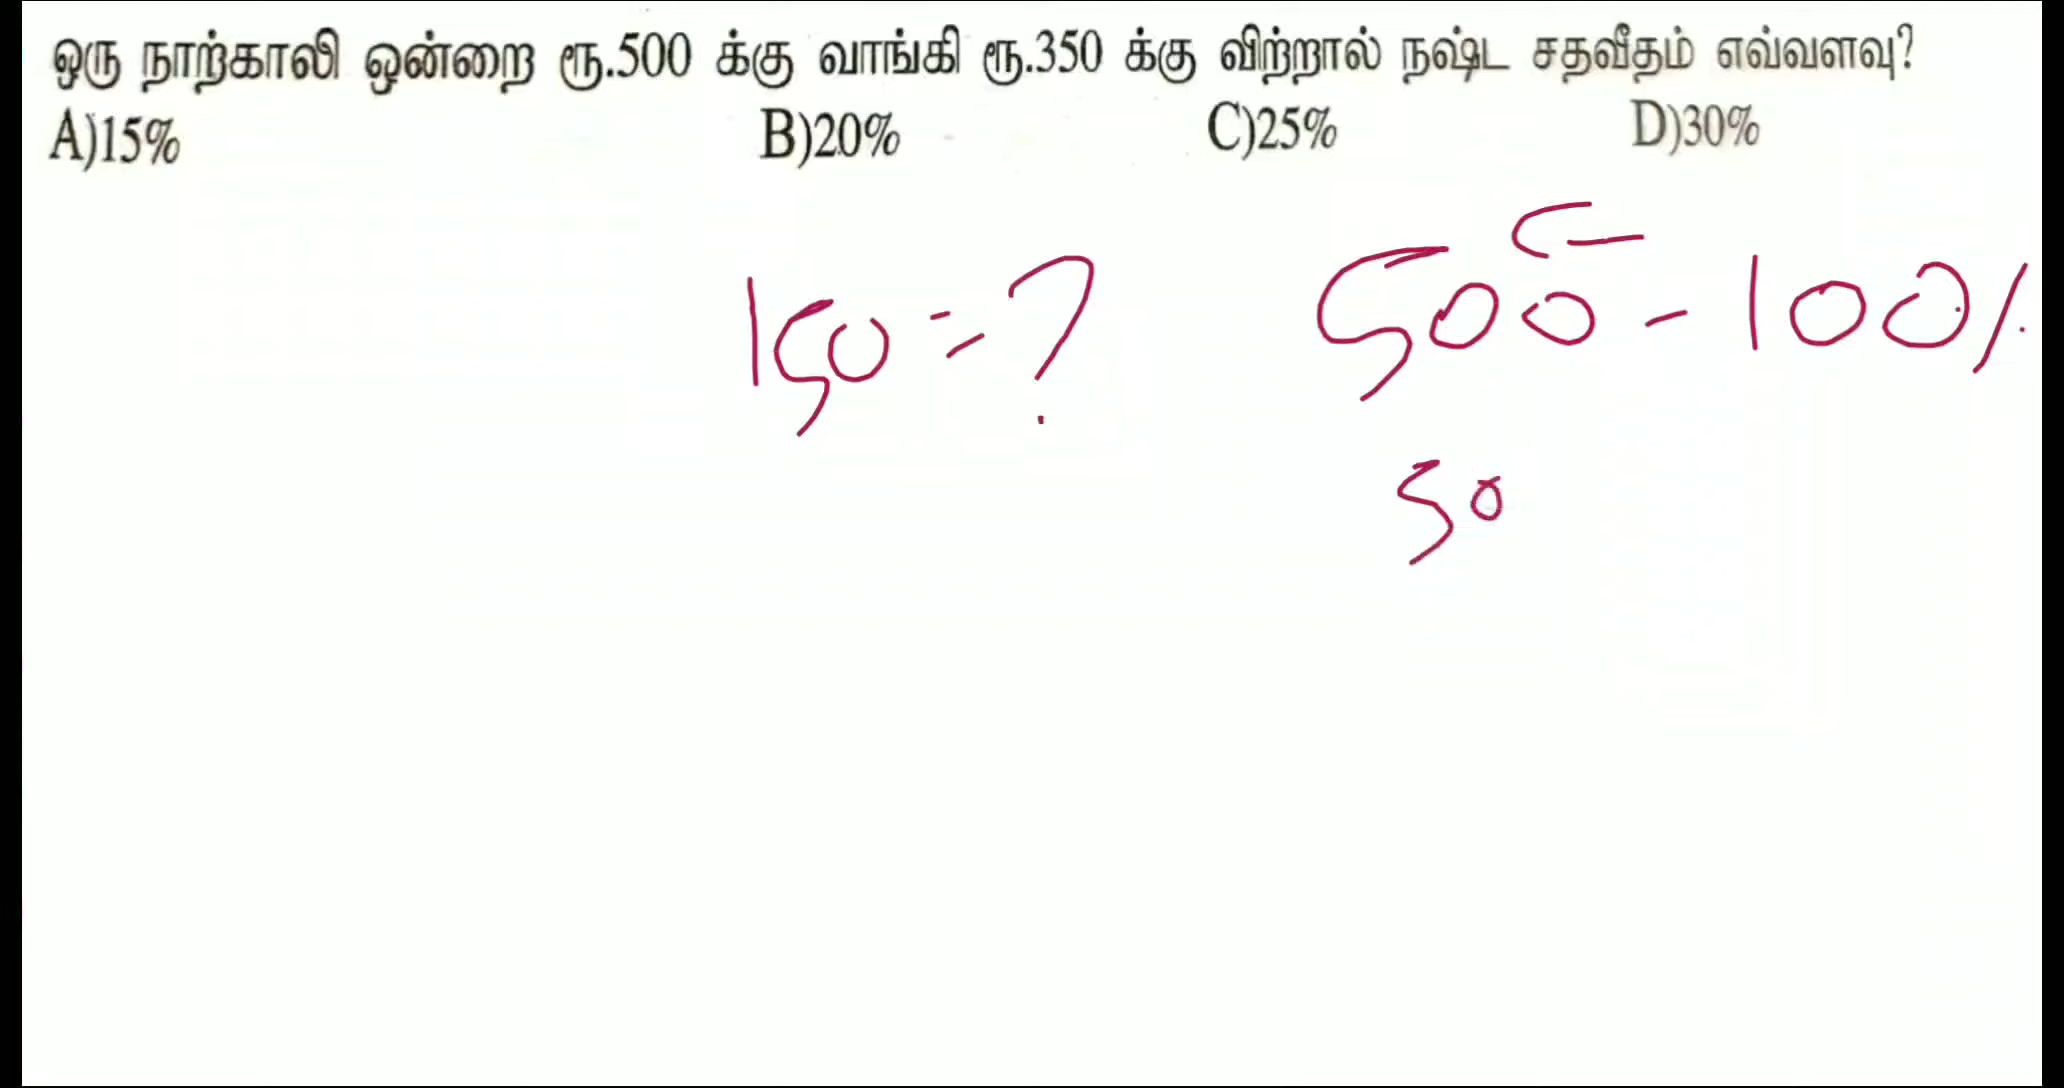 ஒரு நாற்காலி ஒன்றை ரூ.500 க்கு வாங்கி ரூ.350 க்கு விற்றால் நஷ்ட சதவீதம் எவ்வளவு?
A)15% B)20% C)25% D)30%
150 = ? 500 - 100%
50